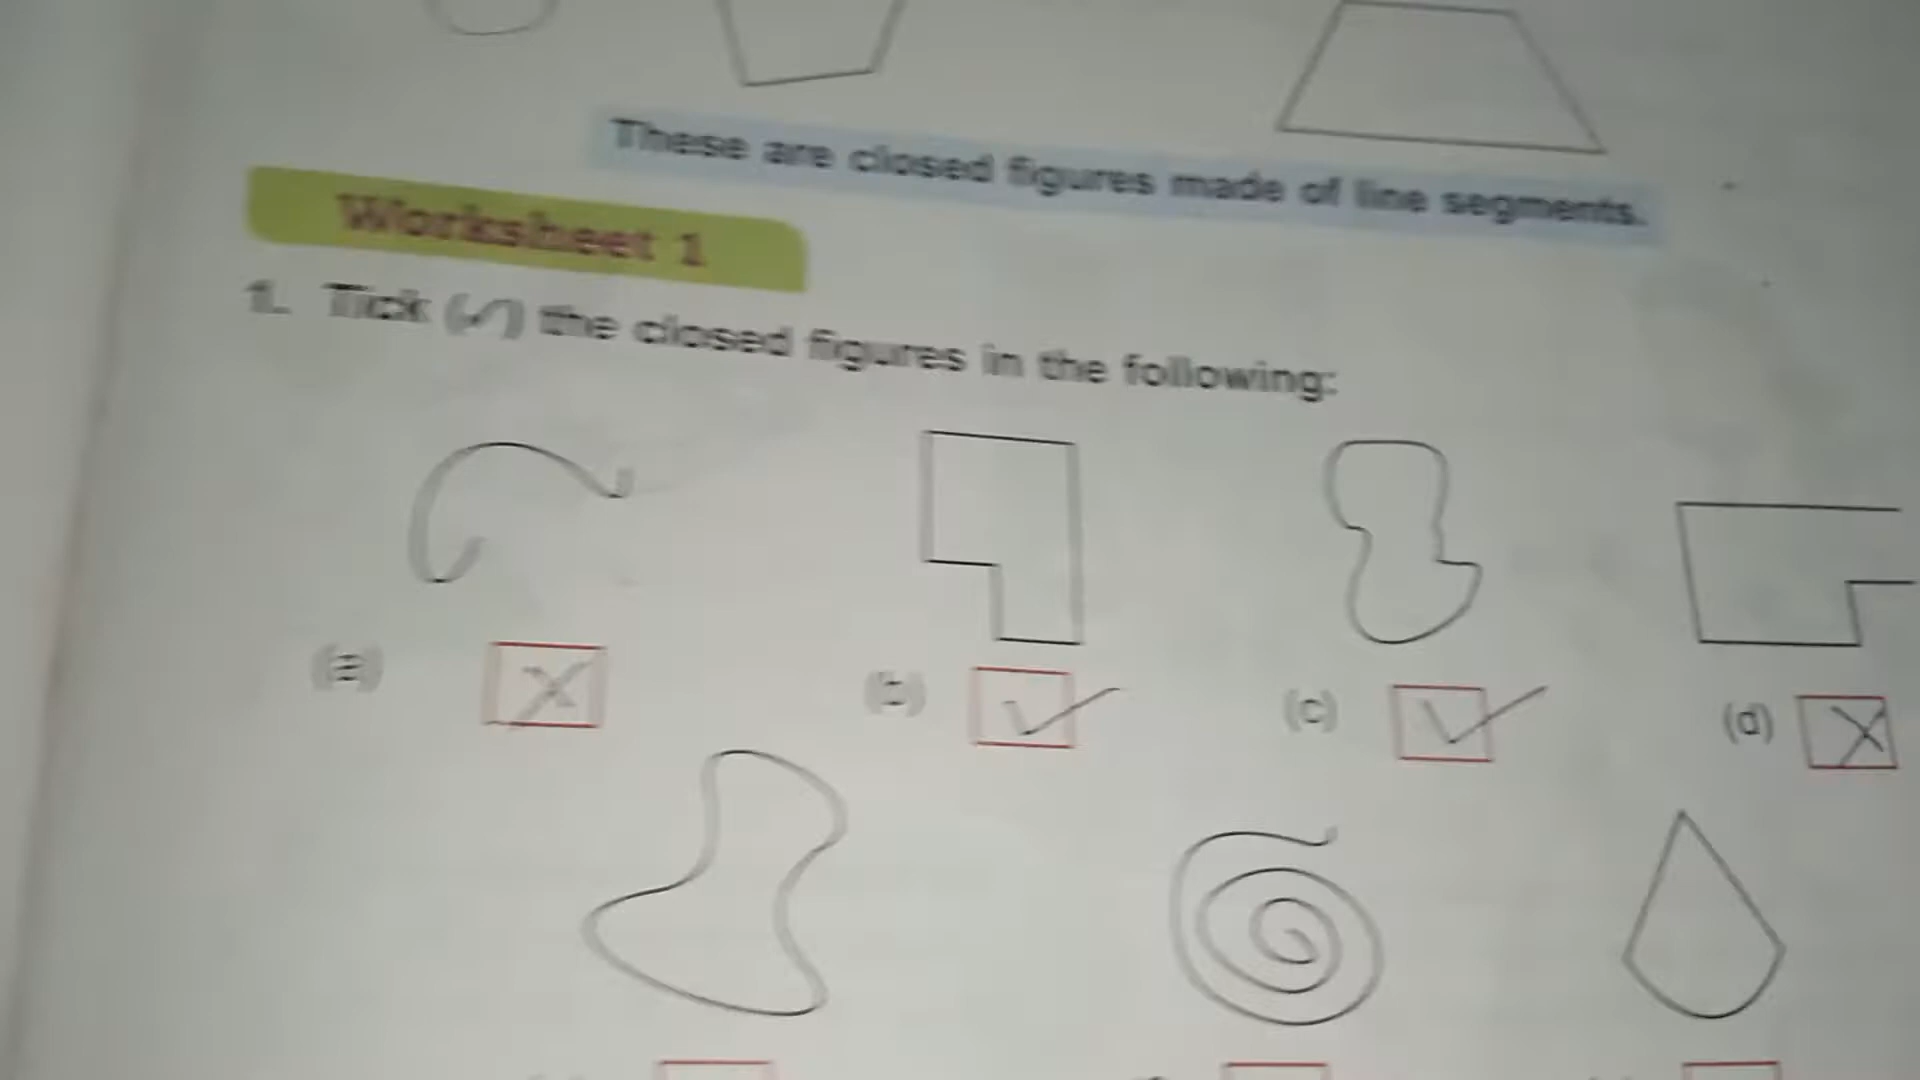 These are closed figures made of line segments.
Worksheet 1
1. Tick (✓) the closed figures in the following:
(a) X (b) ✓ (c) ✓ (d) X